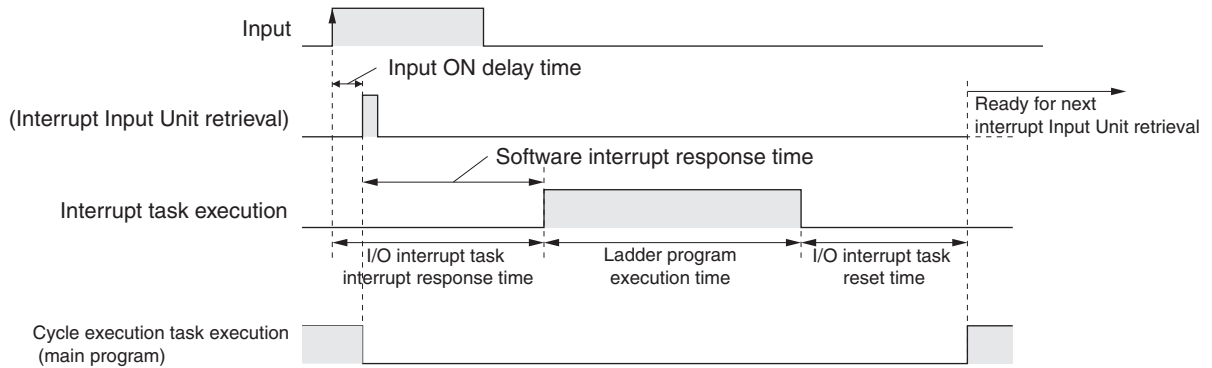 Input
Input ON delay time
(Interrupt Input Unit retrieval)
Ready for next
interrupt Input Unit retrieval
Software interrupt response time
Interrupt task execution
I/O interrupt task
interrupt response time
Ladder program
execution time
I/O interrupt task
reset time
Cycle execution task execution
(main program)